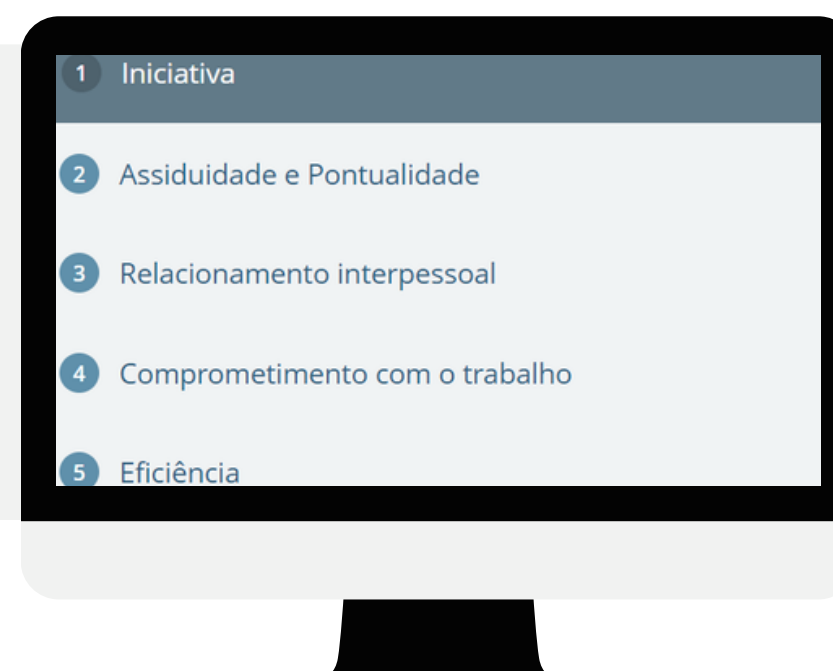 1 Iniciativa
2 Assiduidade e Pontualidade
3 Relacionamento interpessoal
4 Comprometimento com o trabalho
5 Eficiência